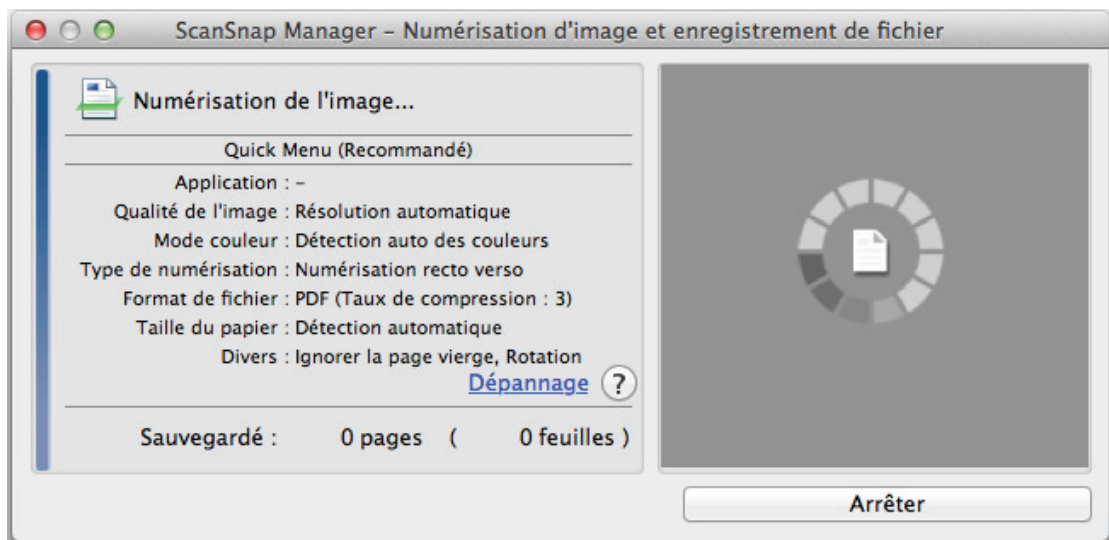 ScanSnap Manager – Numérisation d'image et enregistrement de fichier
Numérisation de l'image...
Quick Menu (Recommandé)
Application : –
Qualité de l'image : Résolution automatique
Mode couleur : Détection auto des couleurs
Type de numérisation : Numérisation recto verso
Format de fichier : PDF (Taux de compression : 3)
Taille du papier : Détection automatique
Divers : Ignorer la page vierge, Rotation
Dépannage ?
Sauvegardé : 0 pages ( 0 feuilles )
Arrêter